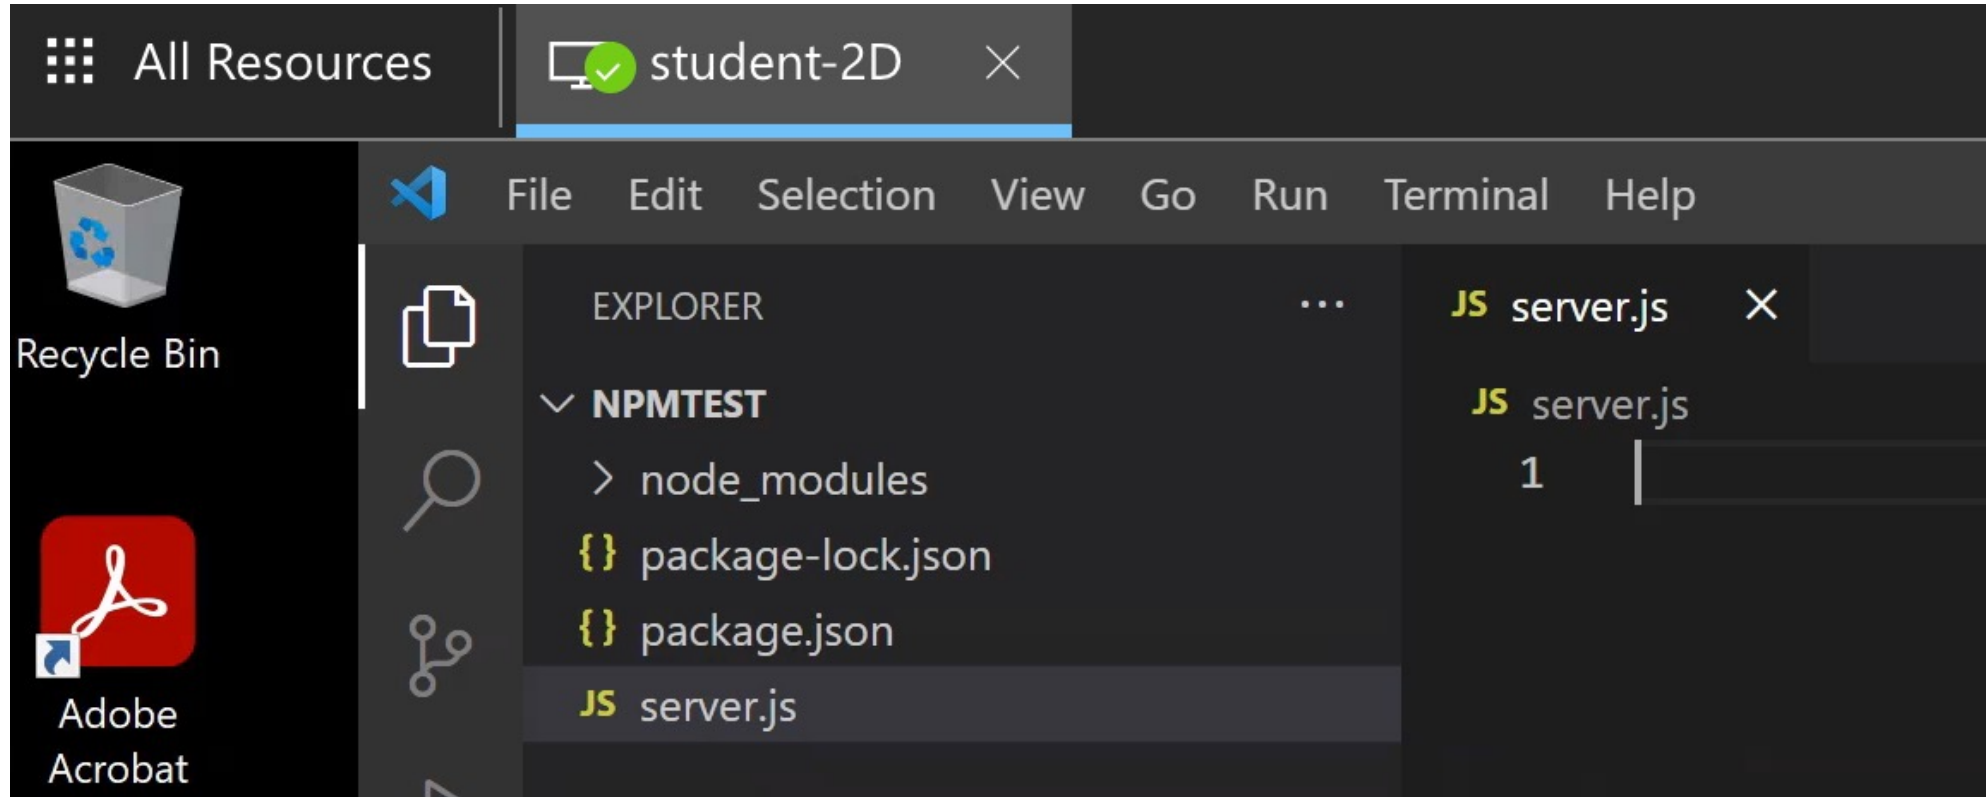 All Resources
student-2D
File Edit Selection View Go Run Terminal Help
Recycle Bin
EXPLORER
JS server.js
NPMTEST
JS server.js
1
node_modules
{} package-lock.json
{} package.json
JS server.js
Adobe
Acrobat